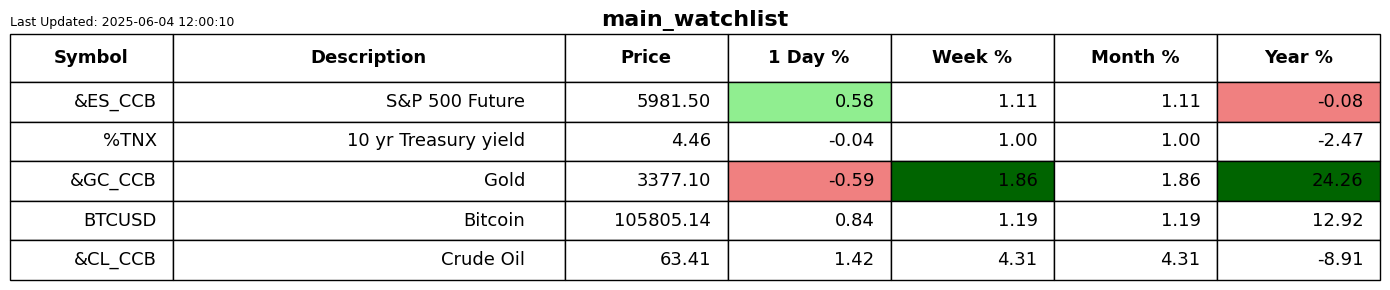 Last Updated: 2025-06-04 12:00:10
main_watchlist
Symbol Description Price 1 Day % Week % Month % Year %
&ES_CCB S&P 500 Future 5981.50 0.58 1.11 1.11 -0.08
%TNX 10 yr Treasury yield 4.46 -0.04 1.00 1.00 -2.47
&GC_CCB Gold 3377.10 -0.59 1.86 1.86 24.26
BTCUSD Bitcoin 105805.14 0.84 1.19 1.19 12.92
&CL_CCB Crude Oil 63.41 1.42 4.31 4.31 -8.91